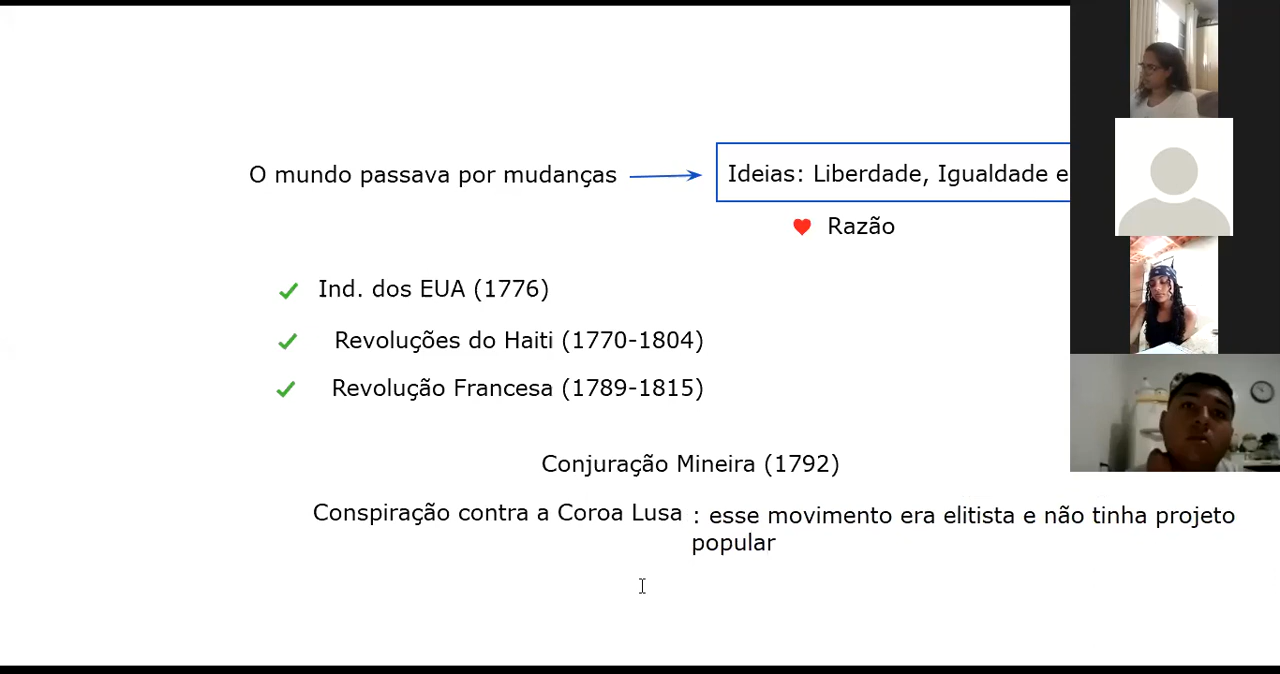 O mundo passava por mudanças
Ideias: Liberdade, Igualdade e
Razão
Ind. dos EUA (1776)
Revoluções do Haiti (1770-1804)
Revolução Francesa (1789-1815)
Conjuração Mineira (1792)
Conspiração contra a Coroa Lusa : esse movimento era elitista e não tinha projeto
popular